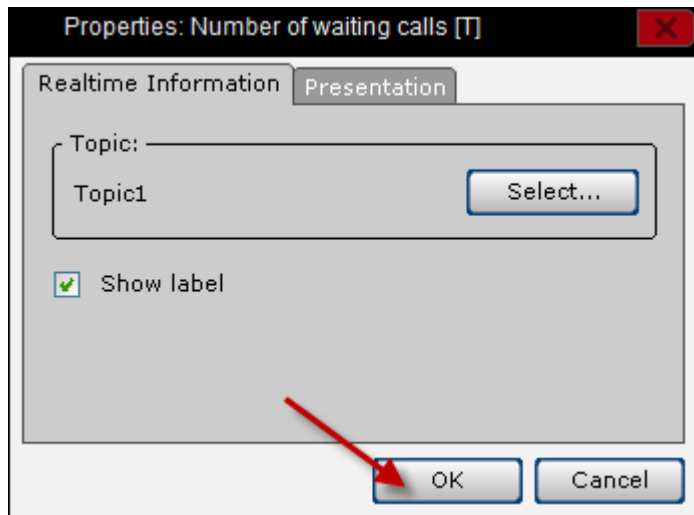 Properties: Number of waiting calls [T]
Realtime Information Presentation
Topic:
Topic1 Select...
Show label
OK Cancel